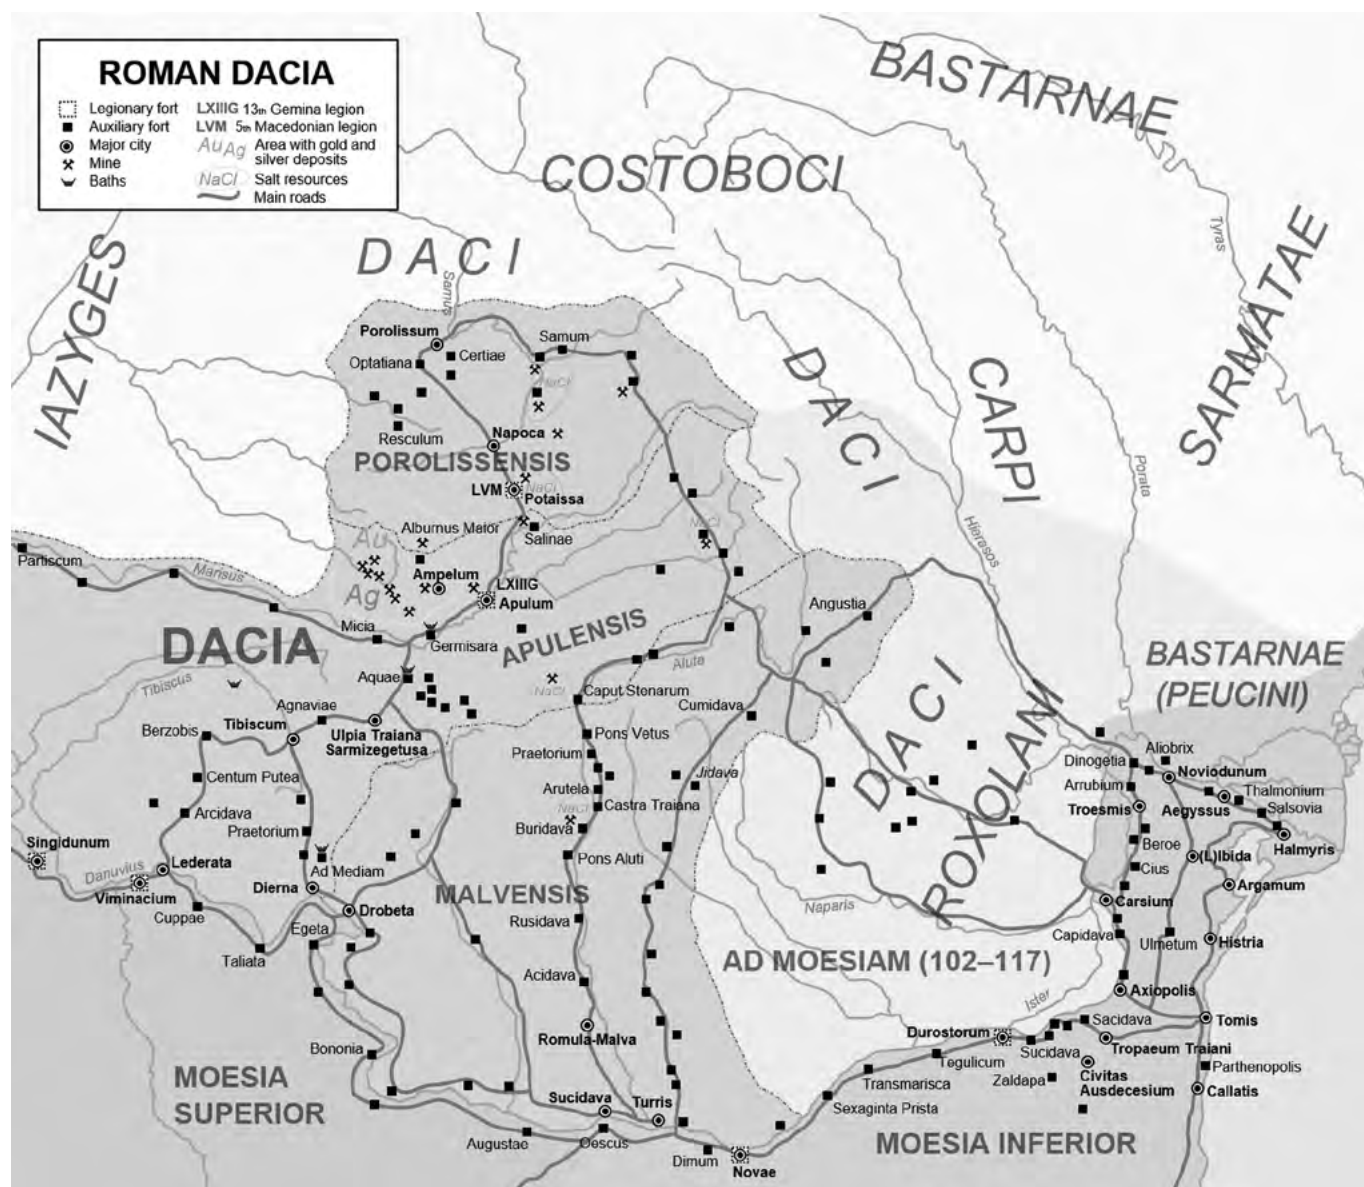 ROMAN DACIA
Legionary fort
Auxiliary fort
Major city
Mine
Baths
LXIIIG 13th Gemina legion
LVM 5th Macedonian legion
Au Ag Area with gold and
silver deposits
NaCl Salt resources
Main roads
BASTARNAE
COSTOBOCI
Tyras
SARMATAE
IAZYGES
DACI
Samus
Porolissum
Samum
Optatiana
Certiae
NaCl
DACI
CARPI
Resculum
Napoca
POROLISSENSIS
LVM
Potaissa
NaCl
Porata
Hierasos
Alburnus Maior
Salinae
NaCl
Au
Partiscum
Marisus
Ampelum
LXIIIG
Ag
Apulum
Angustia
Micia
Germisara
APULENSIS
DACIA
BASTARNAE
(PEUCINI)
Aluta
Aquae
NaCl
Caput Stenarum
Cumidava
Tibiscus
Agnaviae
DACI
ROXOLANI
Berzobis
Tibiscum
Ulpia Traiana
Sarmizegetusa
Pons Vetus
Praetorium
Jidava
Dinogetia
Aliobrix
Noviodunum
Centum Putea
Arutela
Arrubium
Thalmonium
Aegyssus
Salsovia
Arcidava
NaCl
Castra Traiana
Troesmis
Praetorium
Buridava
Beroe
Halmyris
Singidunum
Lederata
Ad Mediam
Pons Aluti
Cius
(L)Ibida
Danuvius
Viminacium
Dierna
MALVENSIS
Argamum
Cuppae
Drobeta
Naparis
Carsium
Egeta
Rusidava
Capidava
Ulmetum
Histria
Taliata
AD MOESIAM (102–117)
Acidava
Axiopolis
Ister
Romula-Malva
Durostorum
Sacidava
Tomis
Sucidava
Tropaeum Traiani
Bononia
Tegulicum
Parthenopolis
MOESIA
SUPERIOR
Transmarisca
Zaldapa
Civitas
Ausdecesium
Callatis
Sucidava
Turris
Sexaginta Prista
Augustae
Oescus
Dimum
Novae
MOESIA INFERIOR